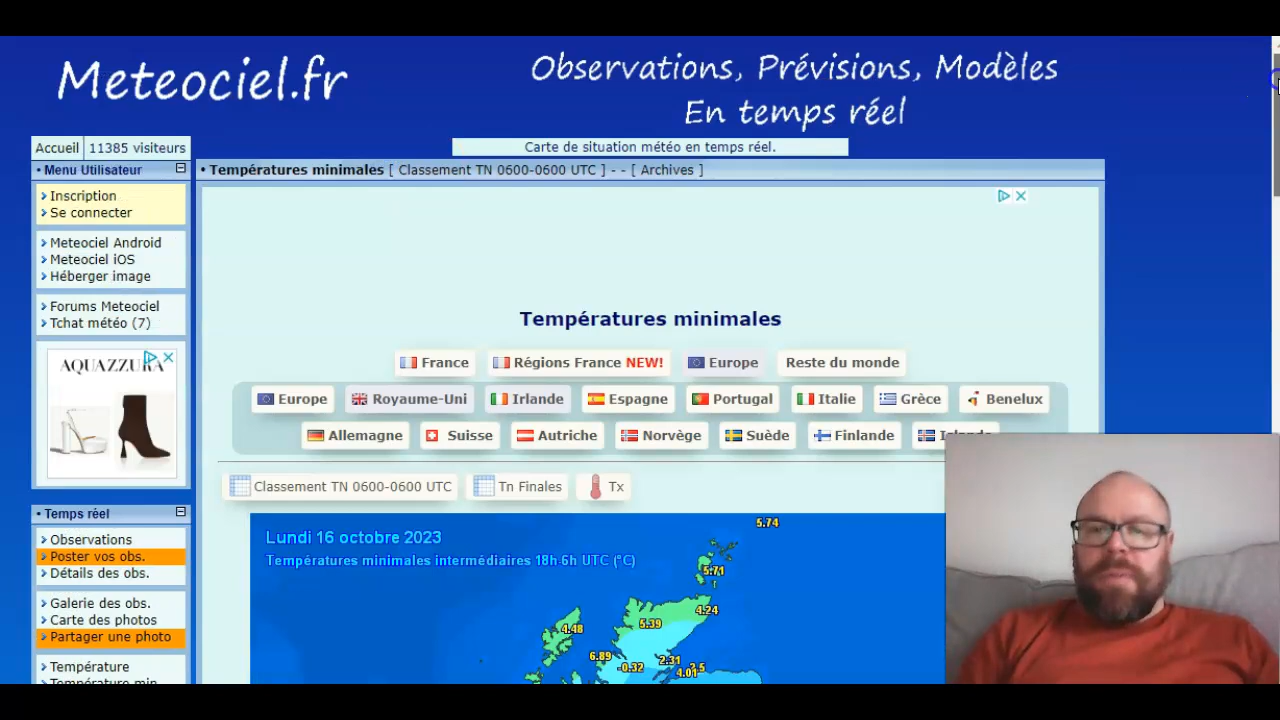 Meteociel.fr
Observations, Prévisions, Modèles
En temps réel
Accueil 11385 visiteurs
Carte de situation météo en temps réel.
• Menu Utilisateur
• Températures minimales [ Classement TN 0600-0600 UTC ] - - [ Archives ]
Inscription
Se connecter
Meteociel Android
Meteociel iOS
Héberger image
Forums Meteociel
Tchat météo (7)
AQUAZZURA
Températures minimales
France Régions France NEW! Europe Reste du monde
Europe Royaume-Uni Irlande Espagne Portugal Italie Grèce Benelux
Allemagne Suisse Autriche Norvège Suède Finlande
Classement TN 0600-0600 UTC Tn Finales Tx
• Temps réel
Observations
Poster vos obs.
Détails des obs.
Galerie des obs.
Carte des photos
Partager une photo
Température
Température min.
Lundi 16 octobre 2023
Températures minimales intermédiaires 18h-6h UTC (°C)
5.74
5.71
4.24
5.39
4.48
6.89
2.31
-0.32
4.01